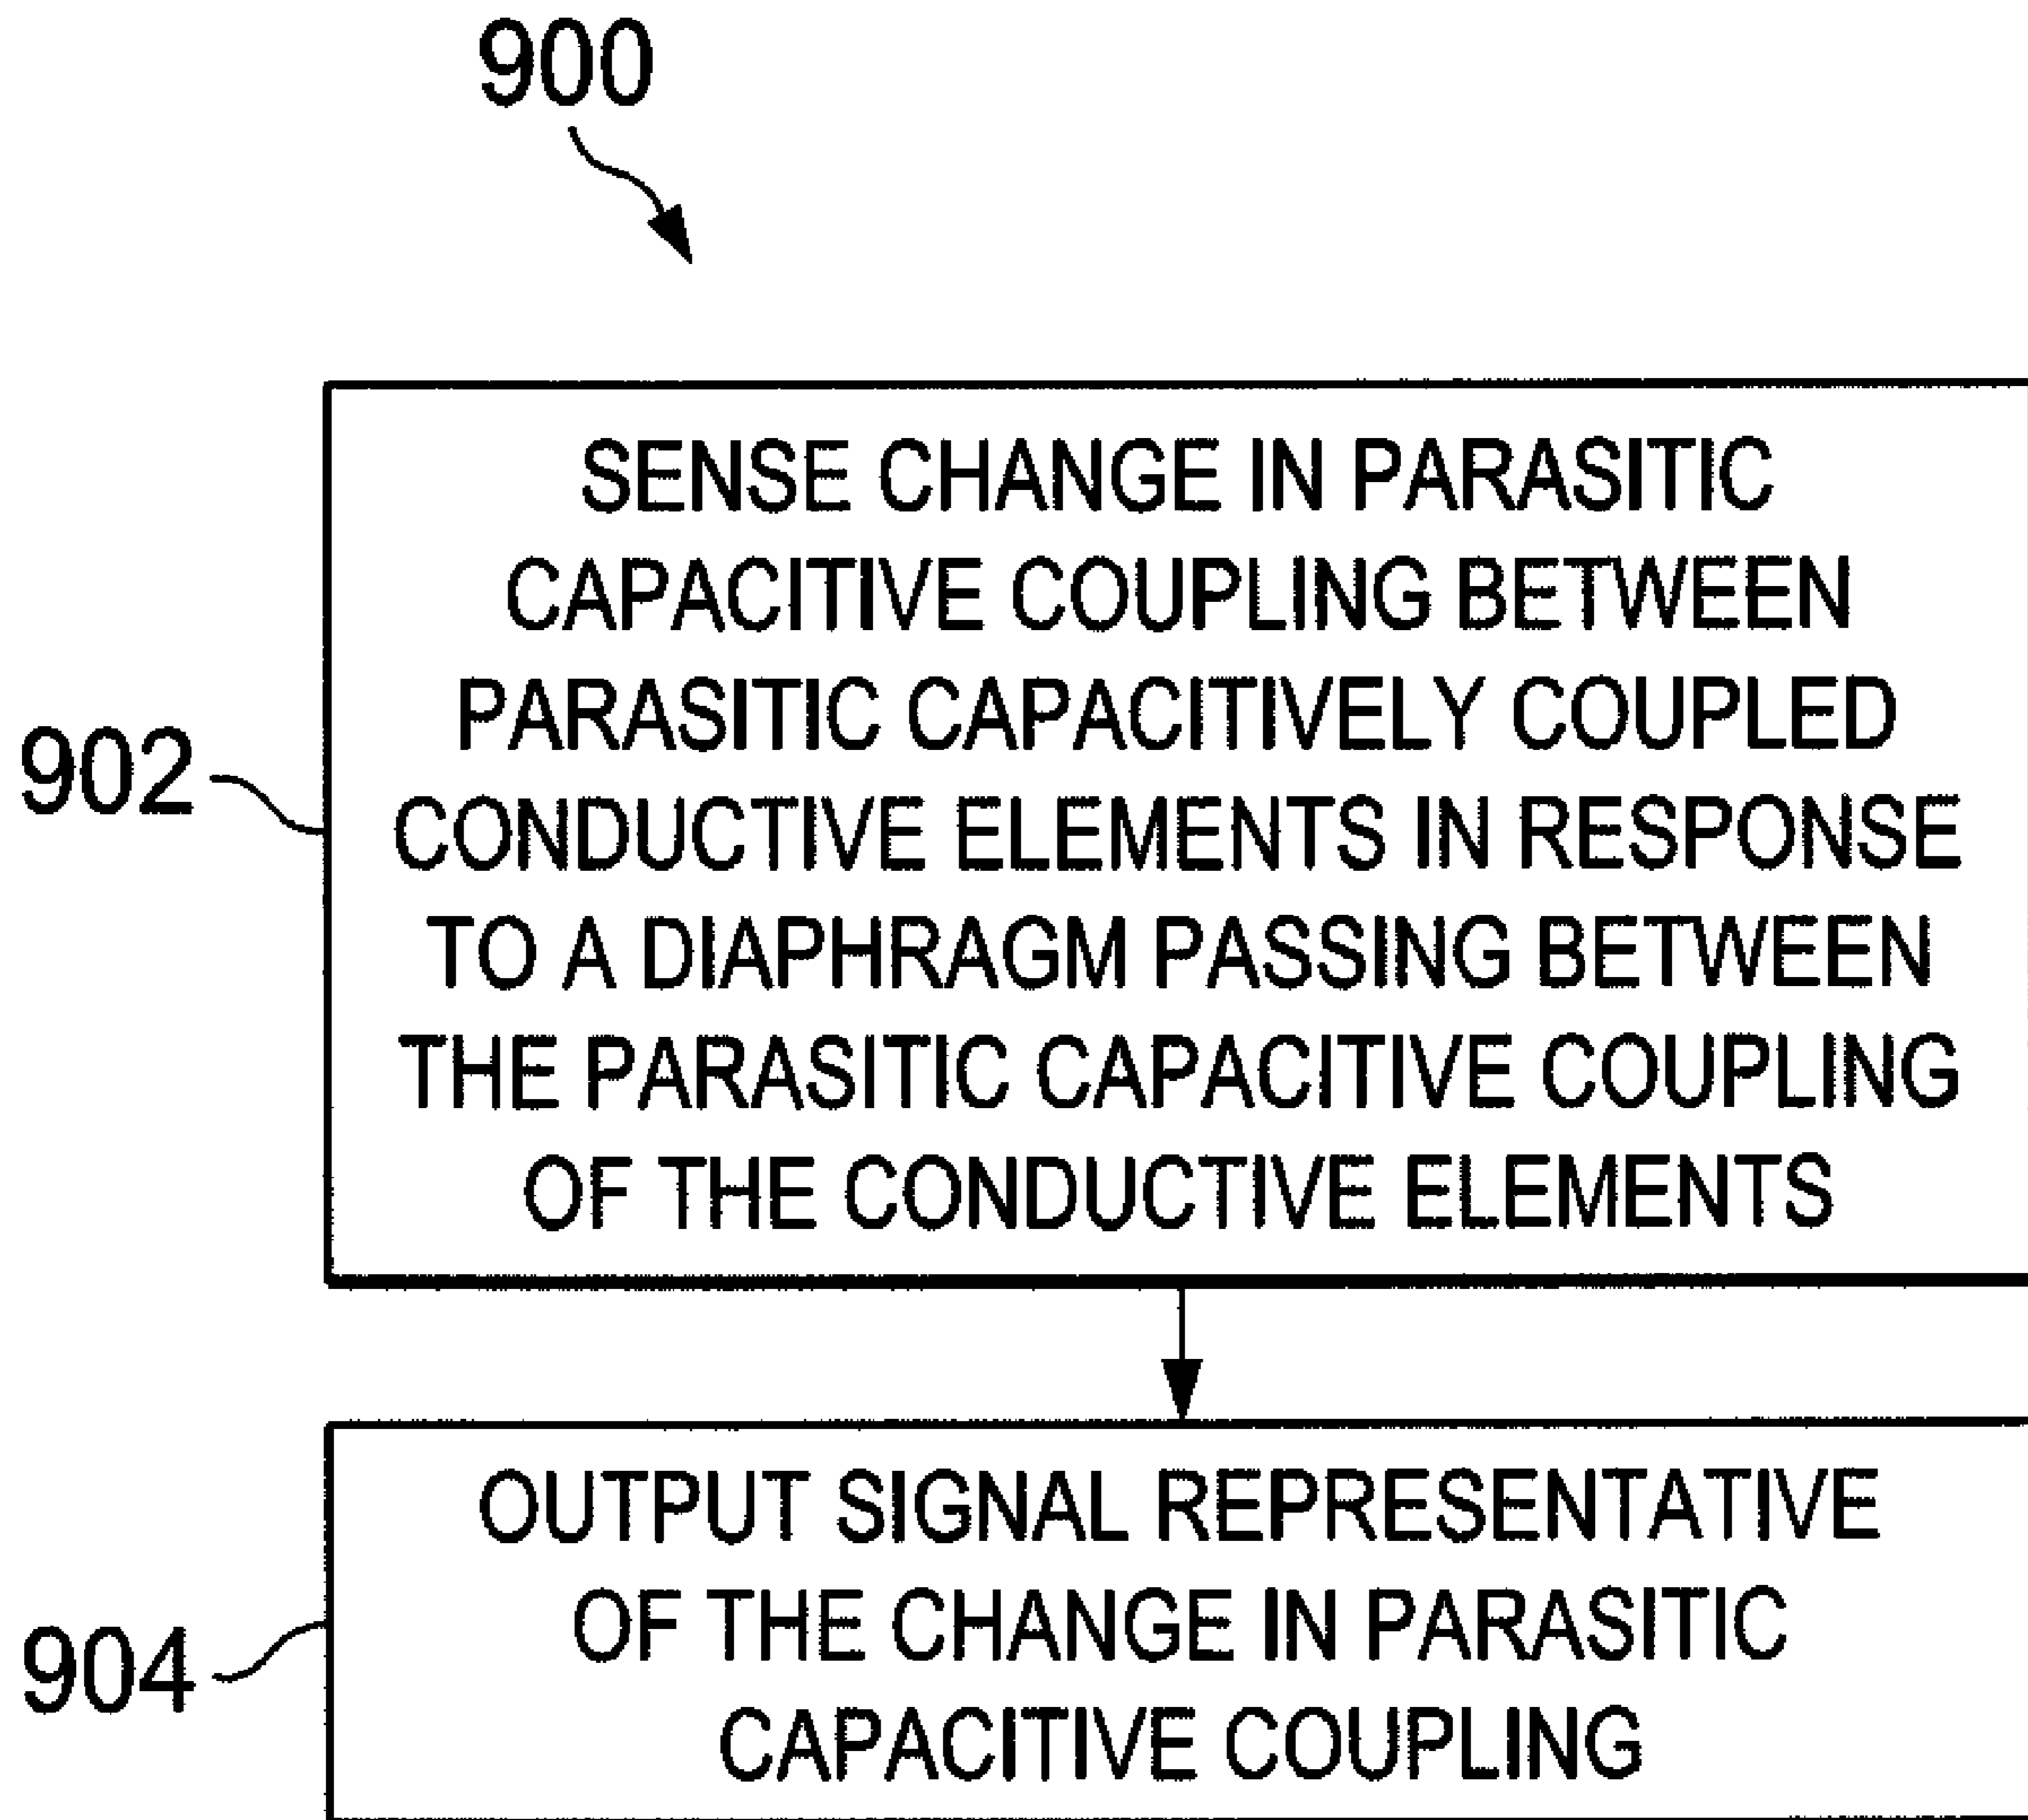 900
902
SENSE CHANGE IN PARASITIC
CAPACITIVE COUPLING BETWEEN
PARASITIC CAPACITIVELY COUPLED
CONDUCTIVE ELEMENTS IN RESPONSE
TO A DIAPHRAGM PASSING BETWEEN
THE PARASITIC CAPACITIVE COUPLING
OF THE CONDUCTIVE ELEMENTS
904
OUTPUT SIGNAL REPRESENTATIVE
OF THE CHANGE IN PARASITIC
CAPACITIVE COUPLING